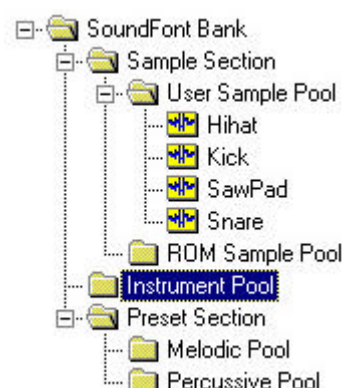 SoundFont Bank
Sample Section
User Sample Pool
Hihat
Kick
SawPad
Snare
ROM Sample Pool
Instrument Pool
Preset Section
Melodic Pool
Percussive Pool